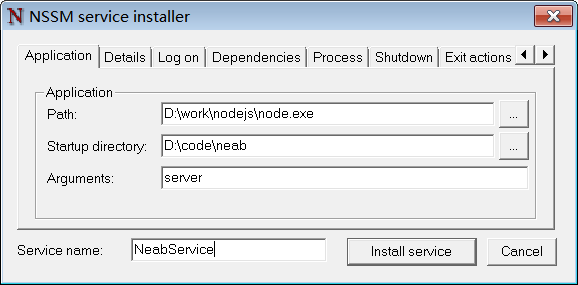 NSSM service installer
Application Details Log on Dependencies Process Shutdown Exit actions
Application
Path: D:\work\nodejs\node.exe ...
Startup directory: D:\code\neab ...
Arguments: server
Service name: NeabService Install service Cancel